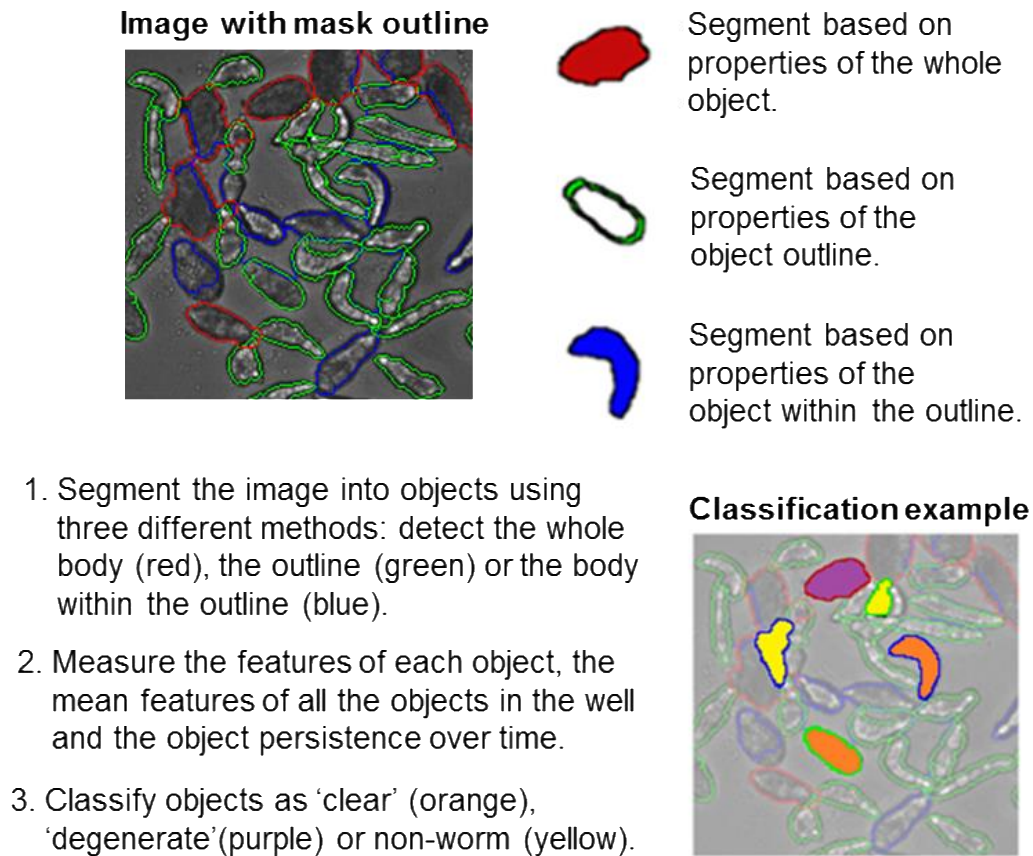 Image with mask outline
Segment based on
properties of the whole
object.
Segment based on
properties of the
object outline.
Segment based on
properties of the
object within the outline.
1. Segment the image into objects using
three different methods: detect the whole
body (red), the outline (green) or the body
within the outline (blue).
2. Measure the features of each object, the
mean features of all the objects in the well
and the object persistence over time.
3. Classify objects as ‘clear’ (orange),
‘degenerate’(purple) or non-worm (yellow).
Classification example